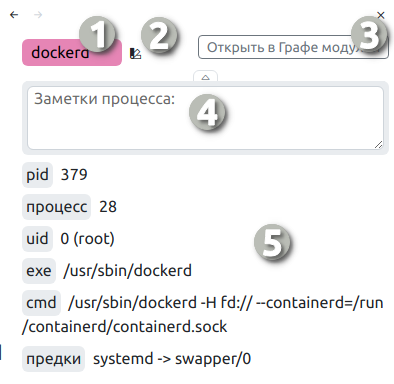 dockerd 1 2
Открыть в Графе 3
Заметки процесса:
4
pid 379
процесс 28
uid 0 (root)
5
exe /usr/sbin/dockerd
cmd /usr/sbin/dockerd -H fd:// --containerd=/run
/containerd/containerd.sock
предки systemd -> swapper/0